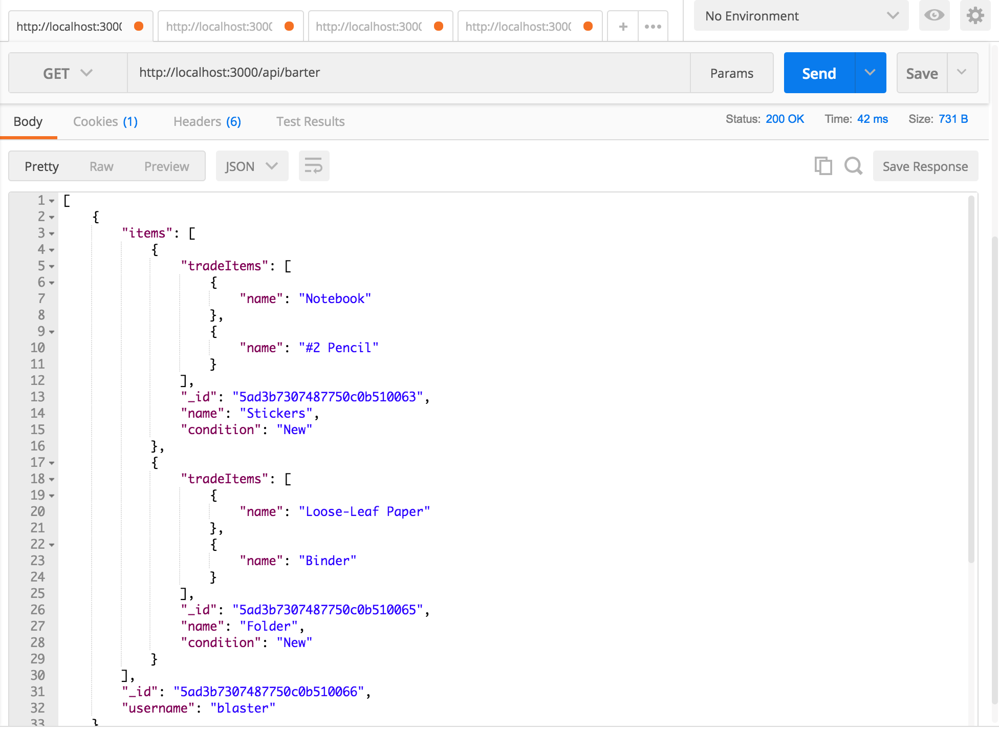 http://localhost:300 http://localhost:300 http://localhost:300 http://localhost:300 + ••• No Environment
GET http://localhost:3000/api/barter Params Send Save
Body Cookies (1) Headers (6) Test Results Status: 200 OK Time: 42 ms Size: 731 B
Pretty Raw Preview JSON Save Response
1 [
2 {
3 "items": [
4 {
5 "tradeItems": [
6 {
7 "name": "Notebook"
8 },
9 {
10 "name": "#2 Pencil"
11 }
12 ],
13 "_id": "5ad3b7307487750c0b510063",
14 "name": "Stickers",
15 "condition": "New"
16 },
17 {
18 "tradeItems": [
19 {
20 "name": "Loose-Leaf Paper"
21 },
22 {
23 "name": "Binder"
24 }
25 ],
26 "_id": "5ad3b7307487750c0b510065",
27 "name": "Folder",
28 "condition": "New"
29 }
30 ],
31 "_id": "5ad3b7307487750c0b510066",
32 "username": "blaster"
33 }